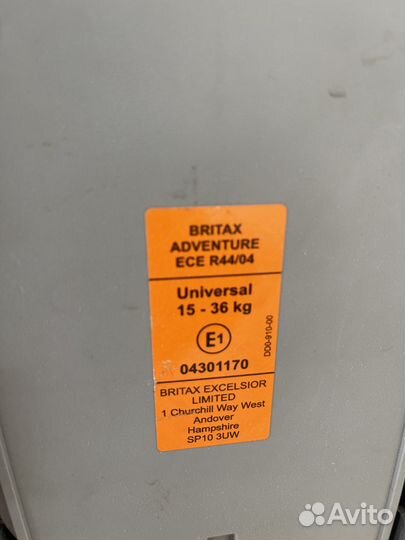 BRITAX
ADVENTURE
ECE R44/04
Universal
15 - 36 kg
E1
04301170
DD0-910-00
BRITAX EXCELSIOR
LIMITED
1 Churchill Way West
Andover
Hampshire
SP10 3UW
Avito